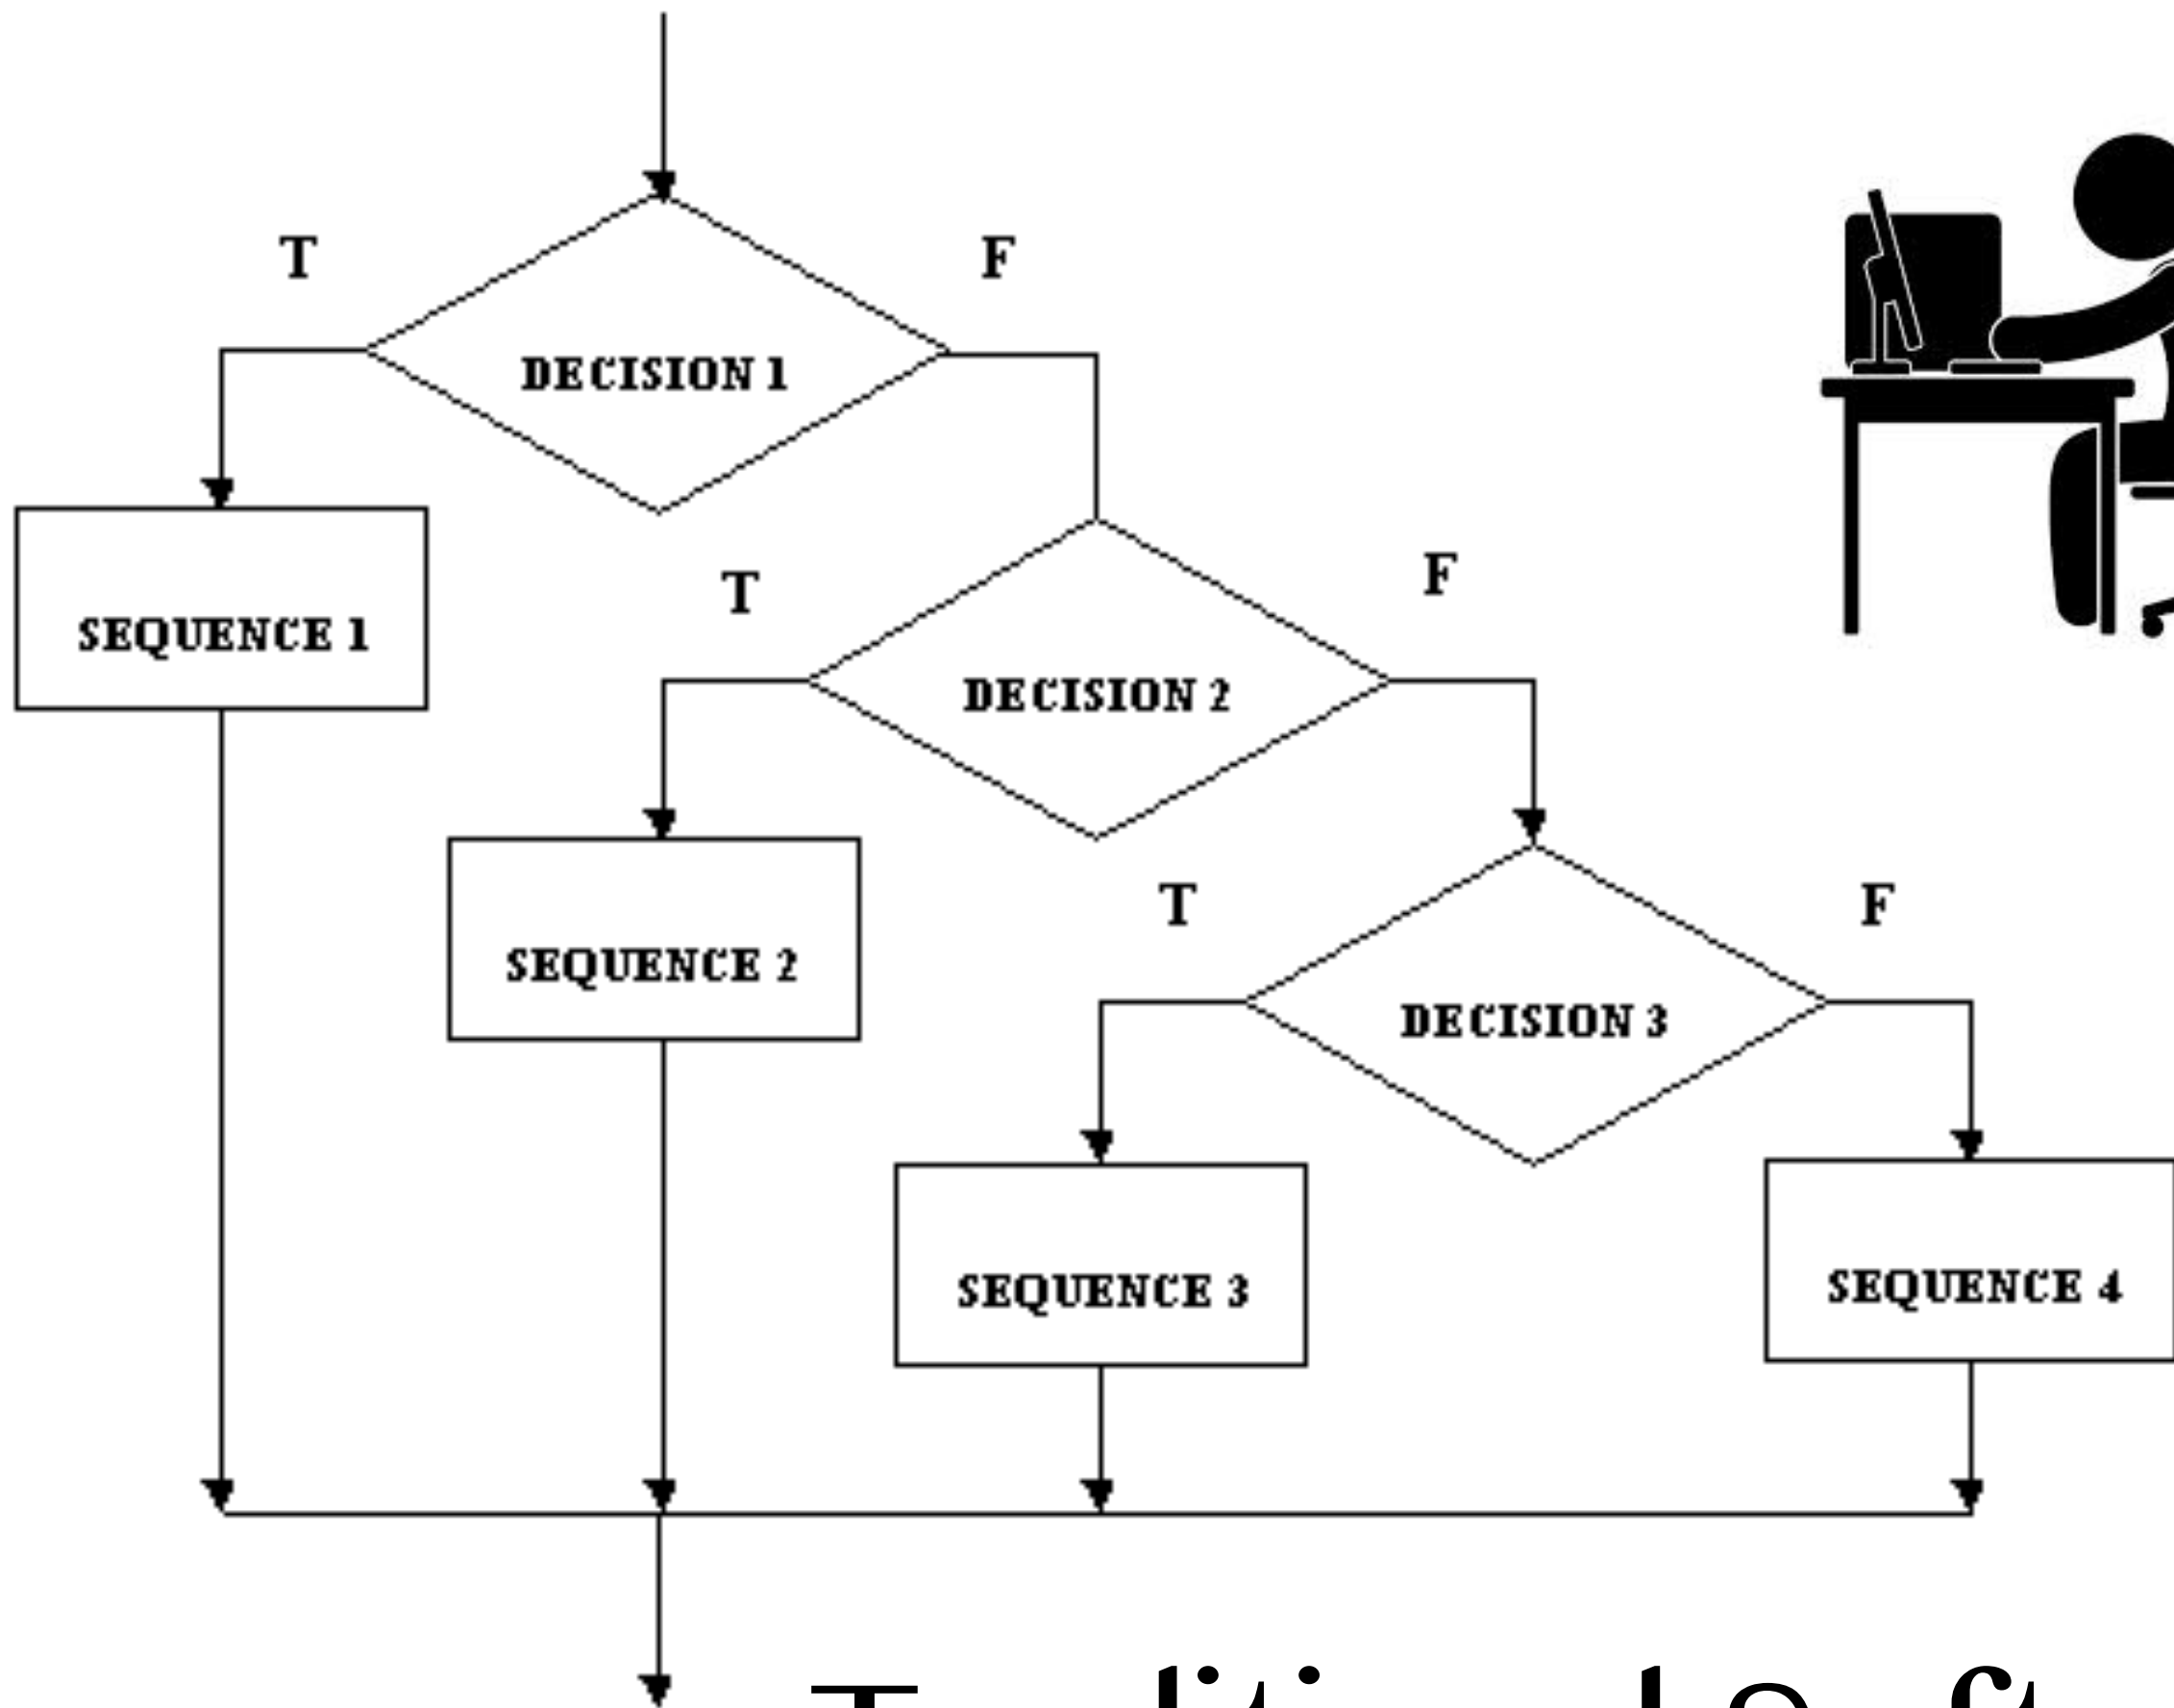 T
F
DECISION 1
T
F
SEQUENCE 1
DECISION 2
T
F
SEQUENCE 2
DECISION 3
SEQUENCE 3
SEQUENCE 4